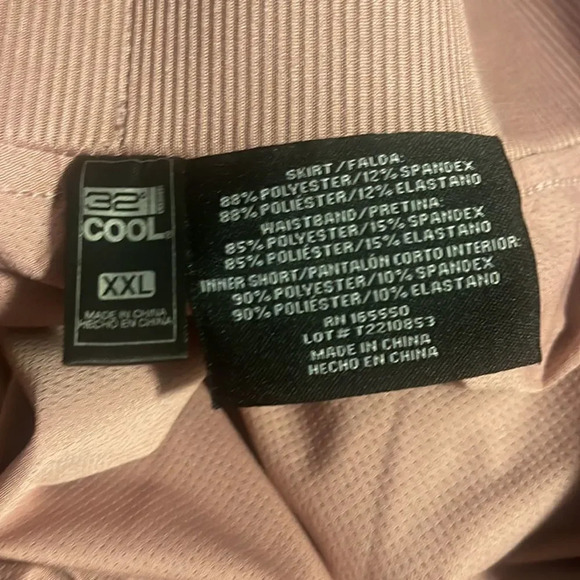 32
COOL
XXL
MADE IN CHINA
HECHO EN CHINA
SKIRT/FALDA:
88% POLYESTER/12% SPANDEX
88% POLIÉSTER/12% ELASTANO
WAISTBAND/PRETINA:
85% POLYESTER/15% SPANDEX
85% POLIÉSTER/15% ELASTANO
INNER SHORT/PANTALÓN CORTO INTERIOR:
90% POLYESTER/10% SPANDEX
90% POLIÉSTER/10% ELASTANO
RN 165550
LOT# T2210853
MADE IN CHINA
HECHO EN CHINA